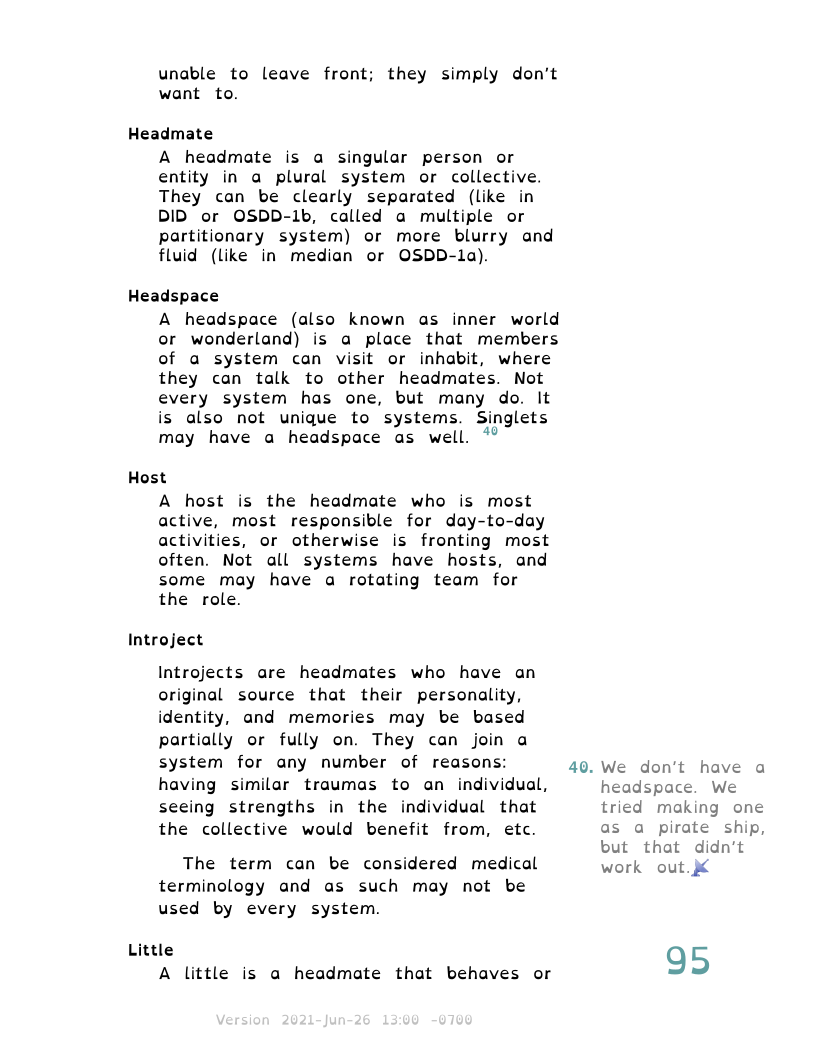 unable to leave front; they simply don't
want to.
Headmate
A headmate is a singular person or
entity in a plural system or collective.
They can be clearly separated (like in
DID or OSDD-1b, called a multiple or
partitionary system) or more blurry and
fluid (like in median or OSDD-1a).
Headspace
A headspace (also known as inner world
or wonderland) is a place that members
of a system can visit or inhabit, where
they can talk to other headmates. Not
every system has one, but many do. It
is also not unique to systems. Singlets
may have a headspace as well. 40
Host
A host is the headmate who is most
active, most responsible for day-to-day
activities, or otherwise is fronting most
often. Not all systems have hosts, and
some may have a rotating team for
the role.
Introject
Introjects are headmates who have an
original source that their personality,
identity, and memories may be based
partially or fully on. They can join a
system for any number of reasons:
having similar traumas to an individual,
seeing strengths in the individual that
the collective would benefit from, etc.
The term can be considered medical
terminology and as such may not be
used by every system.
Little
A little is a headmate that behaves or
40. We don't have a
headspace. We
tried making one
as a pirate ship,
but that didn't
work out.
95
Version 2021-Jun-26 13:00 -0700